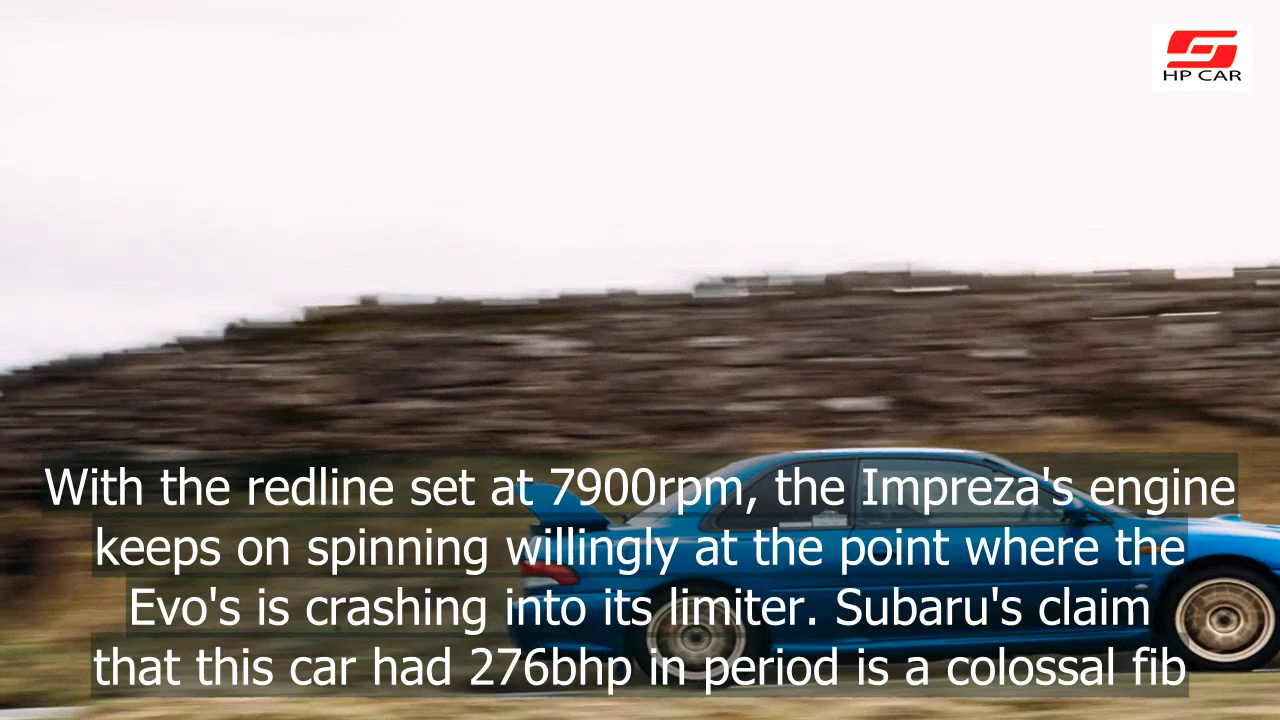 HP CAR
With the redline set at 7900rpm, the Impreza's engine
keeps on spinning willingly at the point where the
Evo's is crashing into its limiter. Subaru's claim
that this car had 276bhp in period is a colossal fib